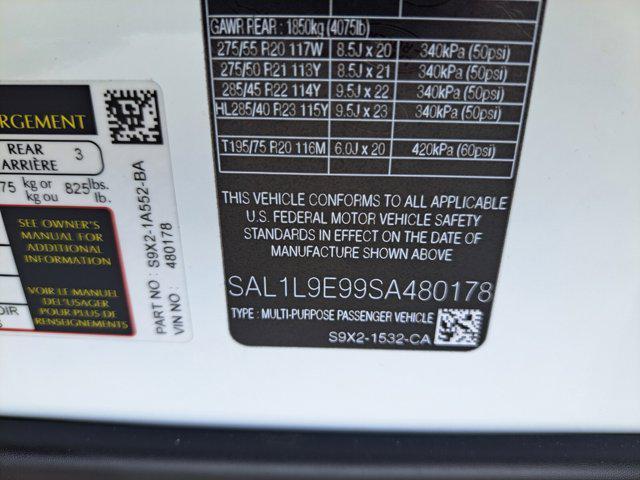 RGEMENT
REAR
ARRIÈRE
3
75 kg or
kg ou
825 lbs.
lb.
SEE OWNER'S
MANUAL FOR
ADDITIONAL
INFORMATION
VOIR LE MANUEL
DEL'USAGER
POUR PLUS DE
RENSEIGNEMENTS
PART NO: S9X2-1A552-BA
VIN NO: 480178
GAWR REAR : 1850kg (4075lb)
275/55 R20 117W 8.5J x 20 340kPa (50psi)
275/50 R21 113Y 8.5J x 21 340kPa (50psi)
285/45 R22 114Y 9.5J x 22 340kPa (50psi)
HL285/40 R23 115Y 9.5J x 23 340kPa (50psi)
T195/75 R20 116M 6.0J x 20 420kPa (60psi)
THIS VEHICLE CONFORMS TO ALL APPLICABLE
U.S. FEDERAL MOTOR VEHICLE SAFETY
STANDARDS IN EFFECT ON THE DATE OF
MANUFACTURE SHOWN ABOVE.
SAL1L9E99SA480178
TYPE : MULTI-PURPOSE PASSENGER VEHICLE
S9X2-1532-CA